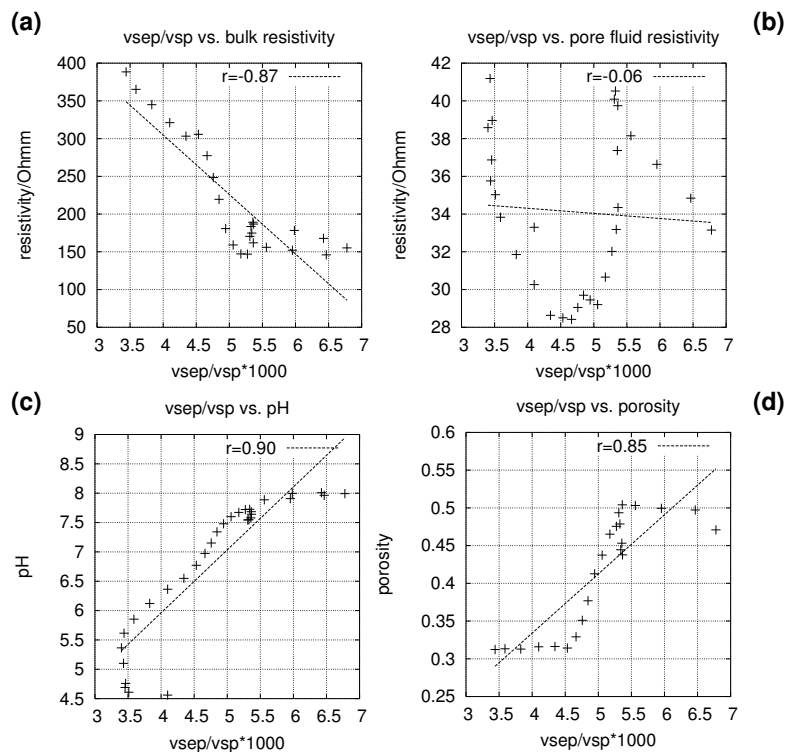 (a)
vsep/vsp vs. bulk resistivity
r=-0.87
400
350
300
250
200
150
100
50
resistivity/Ohmm
3 3.5 4 4.5 5 5.5 6 6.5 7
vsep/vsp*1000
(b)
vsep/vsp vs. pore fluid resistivity
r=-0.06
42
40
38
36
34
32
30
28
resistivity/Ohmm
3 3.5 4 4.5 5 5.5 6 6.5 7
vsep/vsp*1000
(c)
vsep/vsp vs. pH
r=0.90
9
8.5
8
7.5
7
6.5
6
5.5
5
4.5
pH
3 3.5 4 4.5 5 5.5 6 6.5 7
vsep/vsp*1000
(d)
vsep/vsp vs. porosity
r=0.85
0.6
0.55
0.5
0.45
0.4
0.35
0.3
0.25
porosity
3 3.5 4 4.5 5 5.5 6 6.5 7
vsep/vsp*1000